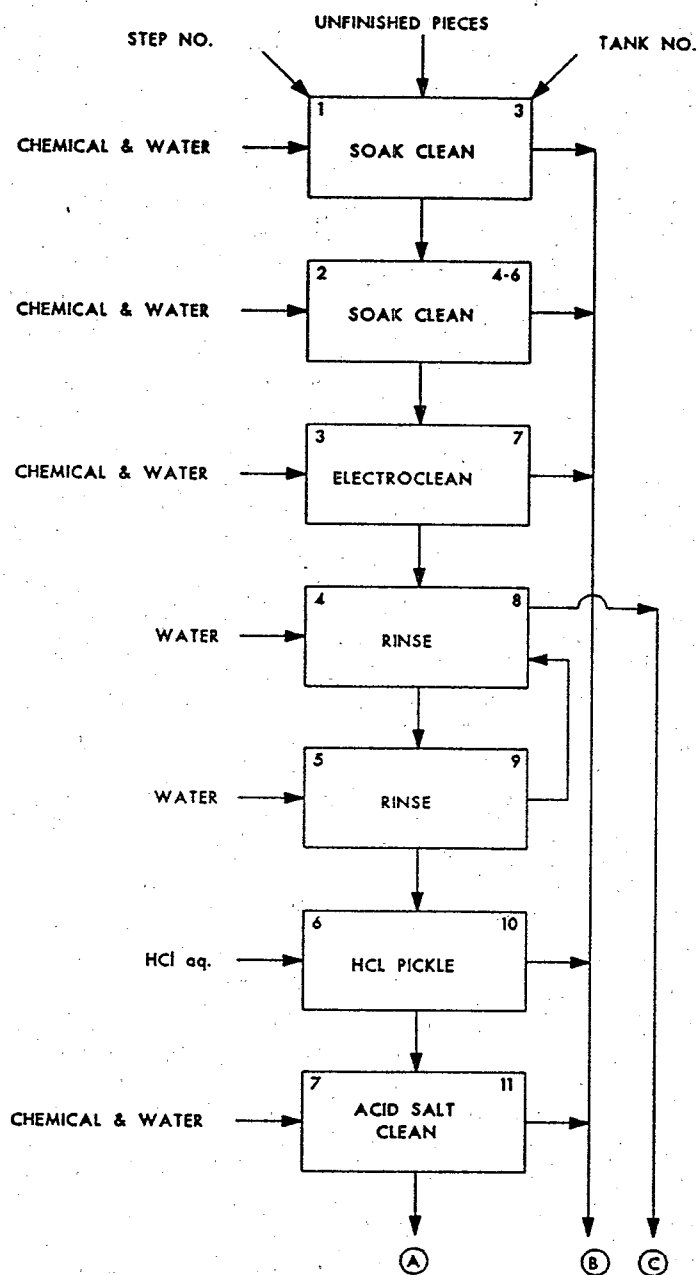 UNFINISHED PIECES
STEP NO.
TANK NO.
1 3
CHEMICAL & WATER
SOAK CLEAN
2 4-6
CHEMICAL & WATER
SOAK CLEAN
3 7
CHEMICAL & WATER
ELECTROCLEAN
4 8
WATER
RINSE
5 9
WATER
RINSE
6 10
HCl aq.
HCL PICKLE
7 11
ACID SALT
CHEMICAL & WATER
CLEAN
A B C